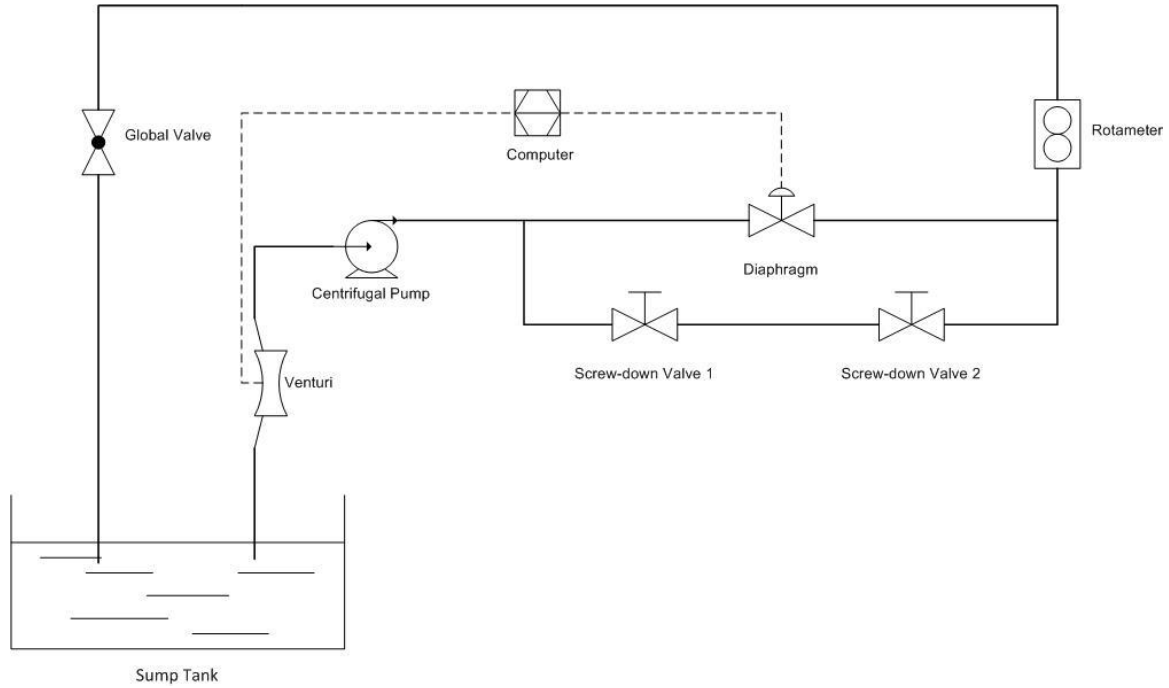 Global Valve
Computer
Rotameter
Diaphragm
Centrifugal Pump
Venturi
Screw-down Valve 1
Screw-down Valve 2
Sump Tank